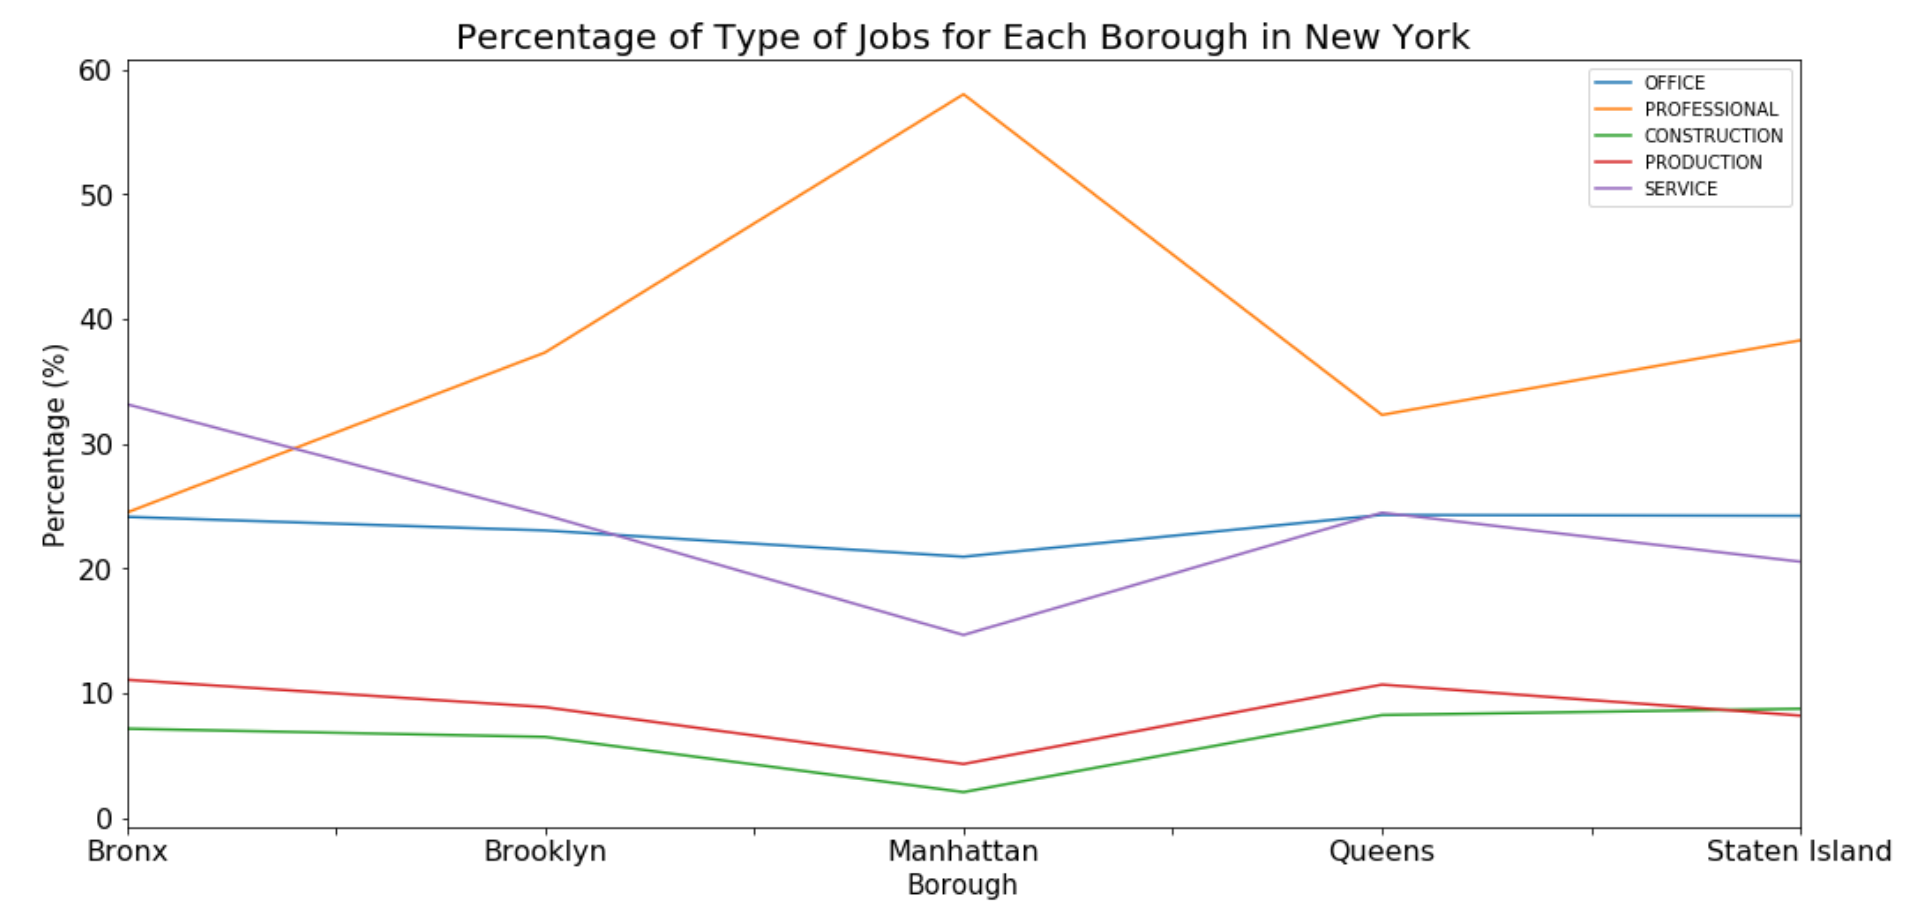 Percentage of Type of Jobs for Each Borough in New York
OFFICE
PROFESSIONAL
CONSTRUCTION
PRODUCTION
SERVICE
Percentage (%)
60
50
40
30
20
10
0
Bronx
Brooklyn
Manhattan
Queens
Staten Island
Borough